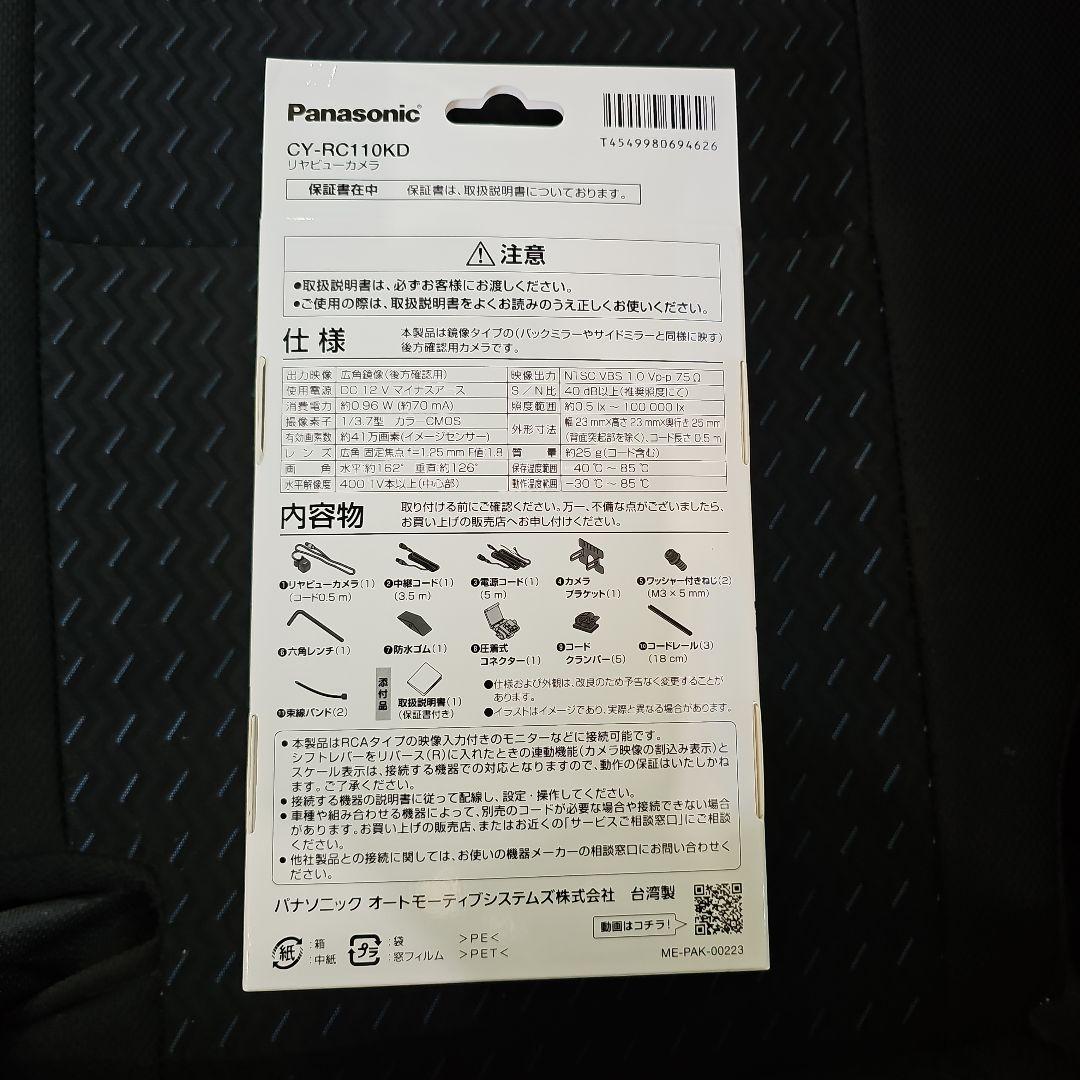 Panasonic
T4549980694626
CY-RC110KD
リヤビューカメラ
保証書在中 保証書は、取扱説明書についております。
⚠注意
●取扱説明書は、必ずお客様にお渡しください。
●ご使用の際は、取扱説明書をよくお読みのうえ正しくお使いください。
仕様
本製品は鏡像タイプの(バックミラーやサイドミラーと同様に映す)
後方確認用カメラです。
出力映像 広角鏡像(後方確認用) 映像出力 NTSC VBS 1.0 Vp-p 75Ω
使用電源 DC 12 V マイナスアース S/N比 40 dB以上(推奨照度にて)
消費電力 約0.96 W (約70 mA) 照度範囲 約0.5 lx ～ 100 000 lx
撮像素子 1/3.7型 カラーCMOS 外形寸法 幅 23 mm×高さ 23 mm×奥行き 25 mm
有効画素数 約41万画素(イメージセンサー) (背面突起部を除く)、コード長さ 0.5 m
レンズ 広角 固定焦点 f=1.25 mm F値 1.8 質量 約25 g(コード含む)
画角 水平:約162° 垂直:約126° 保存温度範囲 -40 ℃ ～ 85 ℃
水平解像度 400 TV本以上(中心部) 動作温度範囲 -30 ℃ ～ 85 ℃
内容物
取り付ける前にご確認ください。万一、不備な点がございましたら、
お買い上げの販売店へお申し付けください。
❶リヤビューカメラ(1) ❷中継コード(1) ❸電源コード(1) ❹カメラ ❺ワッシャー付きねじ(2)
(コード0.5 m) (3.5 m) (5 m) ブラケット(1) (M3×5 mm)
❻六角レンチ(1) ❼防水ゴム(1) ❽圧着式 ❾コード ❿コードレール(3)
コネクター(1) クランパー(5) (18 cm)
⓫束線バンド(2)
添付品
取扱説明書(1)
(保証書付き)
●仕様および外観は、改良のため予告なく変更することが
あります。
●イラストはイメージであり、実際と異なる場合があります。
● 本製品はRCAタイプの映像入力付きのモニターなどに接続可能です。
シフトレバーをリバース(R)に入れたときの連動機能(カメラ映像の割込み表示)と
スケール表示は、接続する機器での対応となりますので、動作の保証はいたしかね
ます。ご了承ください。
● 接続する機器の説明書に従って配線し、設定・操作してください。
● 車種や組み合わせる機器によって、別売のコードが必要な場合や接続できない場合
があります。お買い上げの販売店、またはお近くの「サービスご相談窓口」にご相談
ください。
● 他社製品との接続に関しては、お使いの機器メーカーの相談窓口にお問い合わせく
ださい。
パナソニック オートモーティブシステムズ株式会社 台湾製
動画はコチラ!
紙 :箱 プラ :袋 >PE<
:中紙 :窓フィルム >PET<
ME-PAK-00223